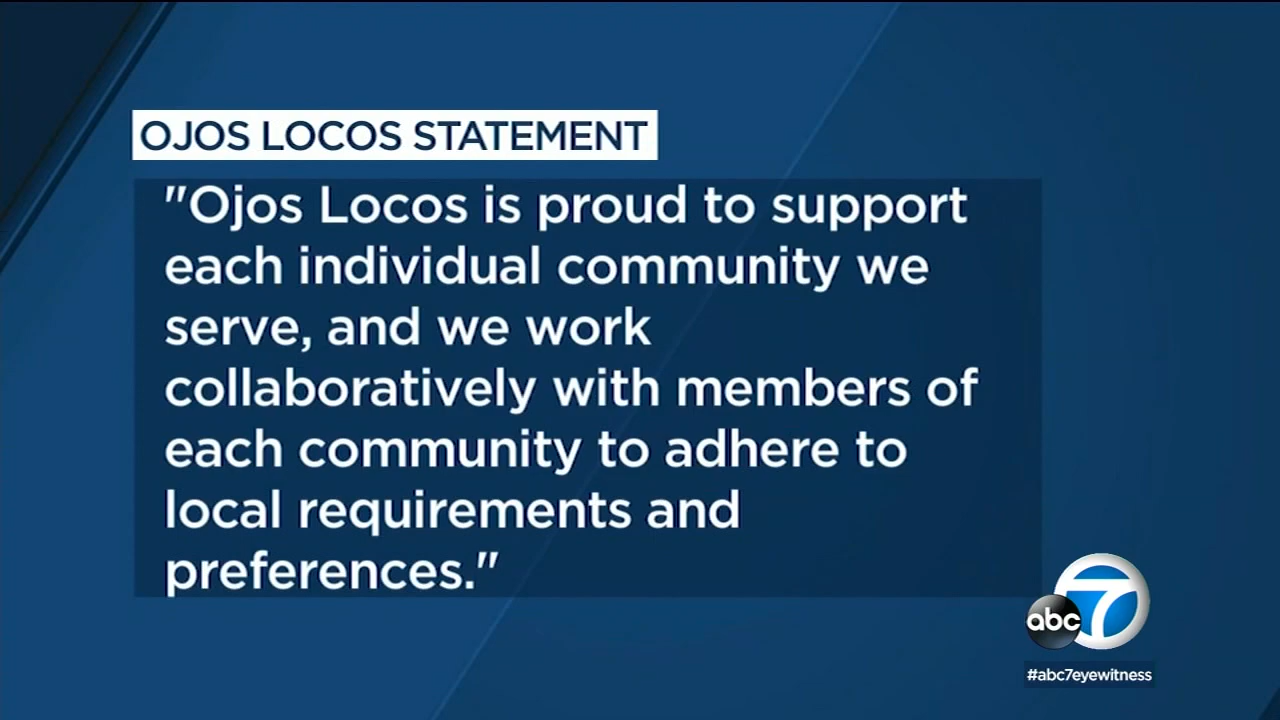 OJOS LOCOS STATEMENT
"Ojos Locos is proud to support
each individual community we
serve, and we work
collaboratively with members of
each community to adhere to
local requirements and
preferences."
abc 7
#abc7eyewitness